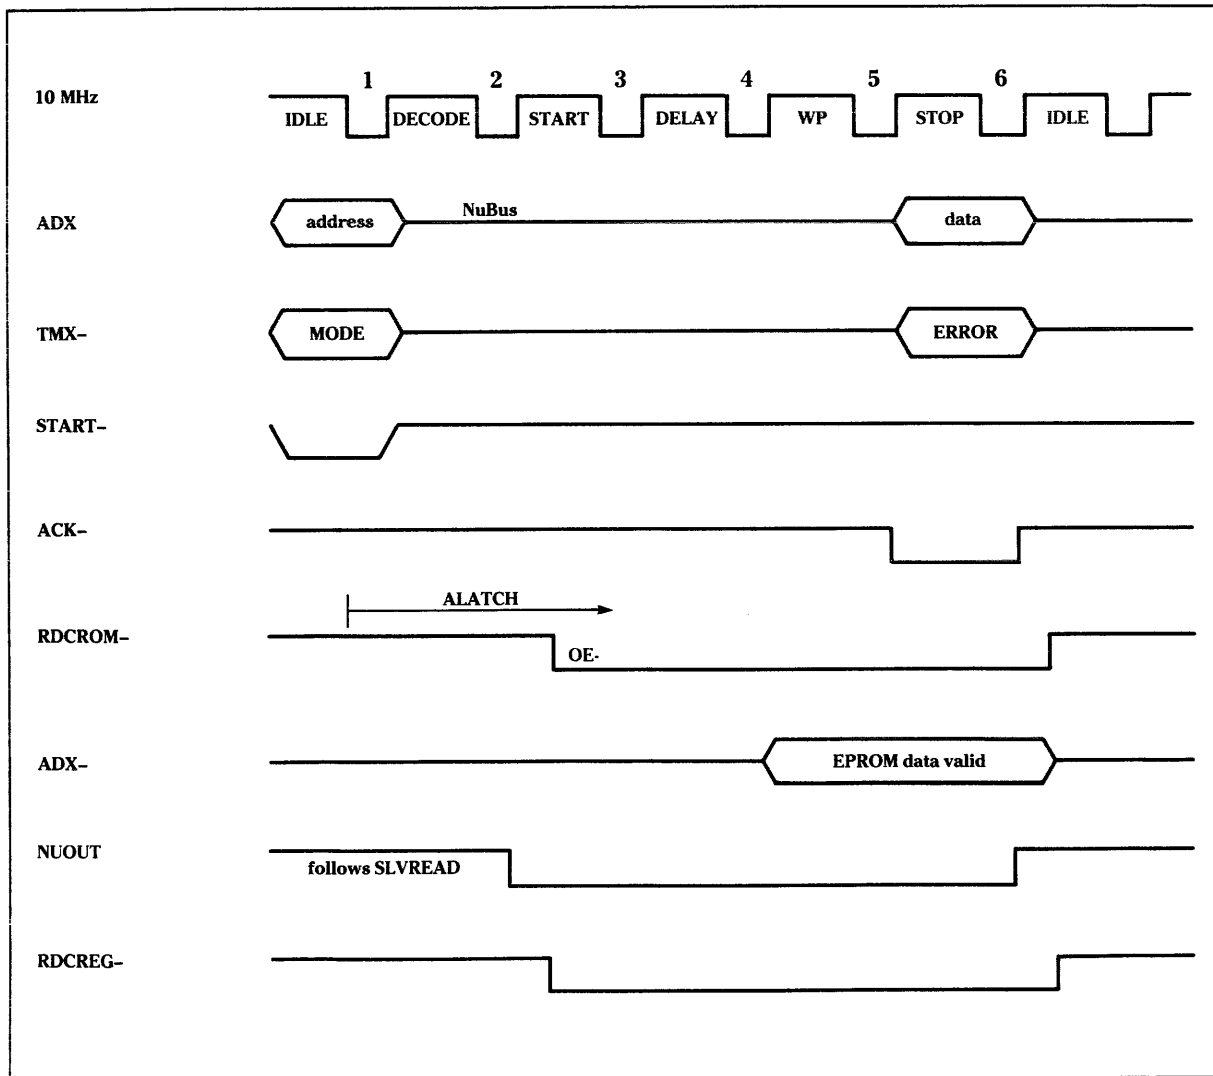 1 2 3 4 5 6
10 MHz
IDLE DECODE START DELAY WP STOP IDLE
ADX address NuBus data
TMX– MODE ERROR
START–
ACK–
ALATCH
RDCROM– OE-
ADX– EPROM data valid
NUOUT
follows SLVREAD
RDCREG–